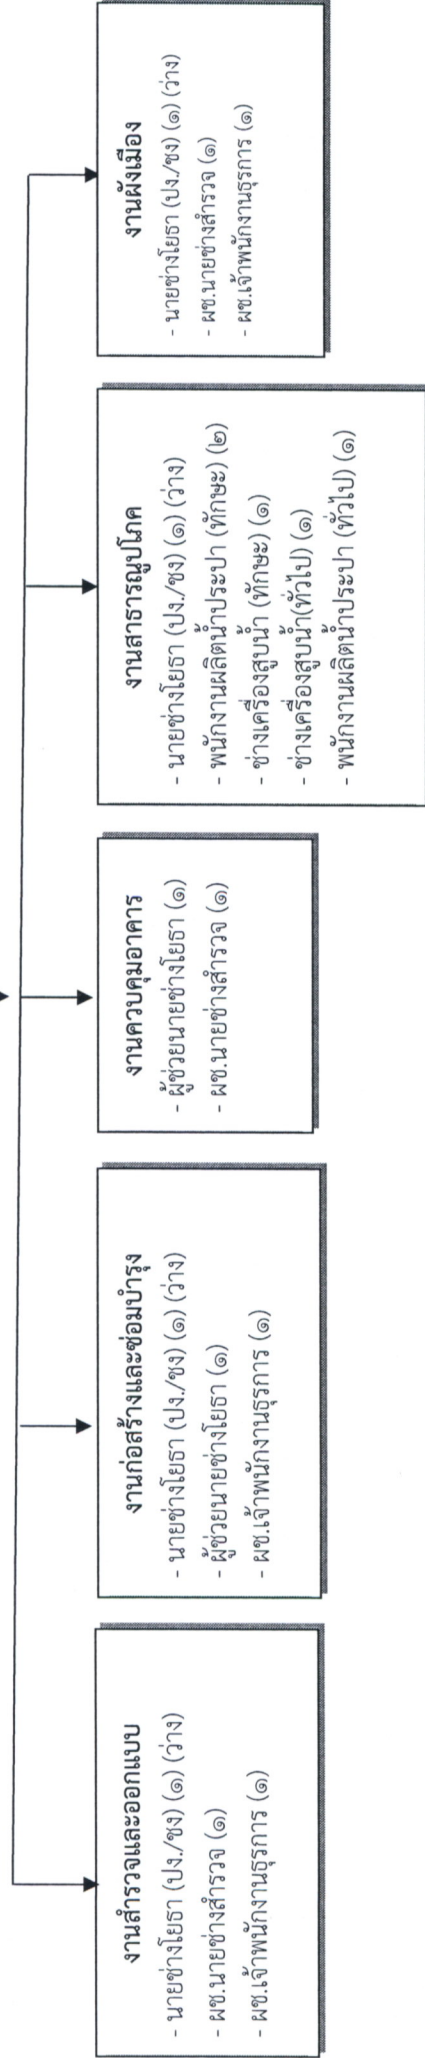 งานสำรวจและออกแบบ
- นายช่างโยธา (ปง./ชง) (๑) (ว่าง)
- ผช.นายช่างสำรวจ (๑)
- ผช.เจ้าพนักงานธุรการ (๑)
งานก่อสร้างและซ่อมบำรุง
- นายช่างโยธา (ปง./ชง) (๑) (ว่าง)
- ผู้ช่วยนายช่างโยธา (๑)
- ผช.เจ้าพนักงานธุรการ (๑)
งานควบคุมอาคาร
- ผู้ช่วยนายช่างโยธา (๑)
- ผช.นายช่างสำรวจ (๑)
งานสาธารณูปโภค
- นายช่างโยธา (ปง./ชง) (๑) (ว่าง)
- พนักงานผลิตน้ำประปา (ทักษะ) (๒)
- ช่างเครื่องสูบน้ำ (ทักษะ) (๑)
- ช่างเครื่องสูบน้ำ(ทั่วไป) (๑)
- พนักงานผลิตน้ำประปา (ทั่วไป) (๑)
งานผังเมือง
- นายช่างโยธา (ปง./ชง) (๑) (ว่าง)
- ผช.นายช่างสำรวจ (๑)
- ผช.เจ้าพนักงานธุรการ (๑)